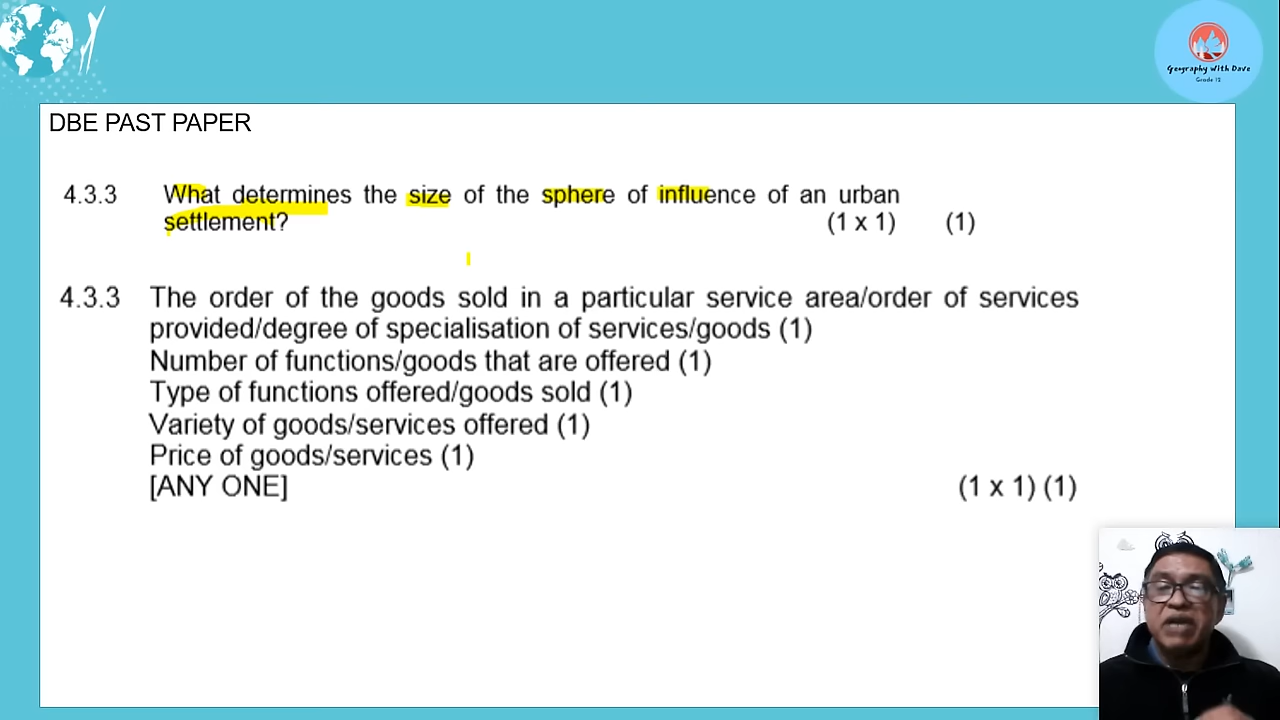 Geography With Dave
Grade 12
DBE PAST PAPER
4.3.3 What determines the size of the sphere of influence of an urban
settlement? (1 x 1) (1)
4.3.3 The order of the goods sold in a particular service area/order of services
provided/degree of specialisation of services/goods (1)
Number of functions/goods that are offered (1)
Type of functions offered/goods sold (1)
Variety of goods/services offered (1)
Price of goods/services (1)
[ANY ONE] (1 x 1) (1)